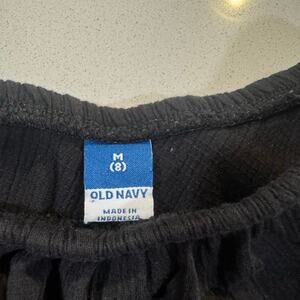 M
(8)
OLD NAVY
MADE IN
INDONESIA